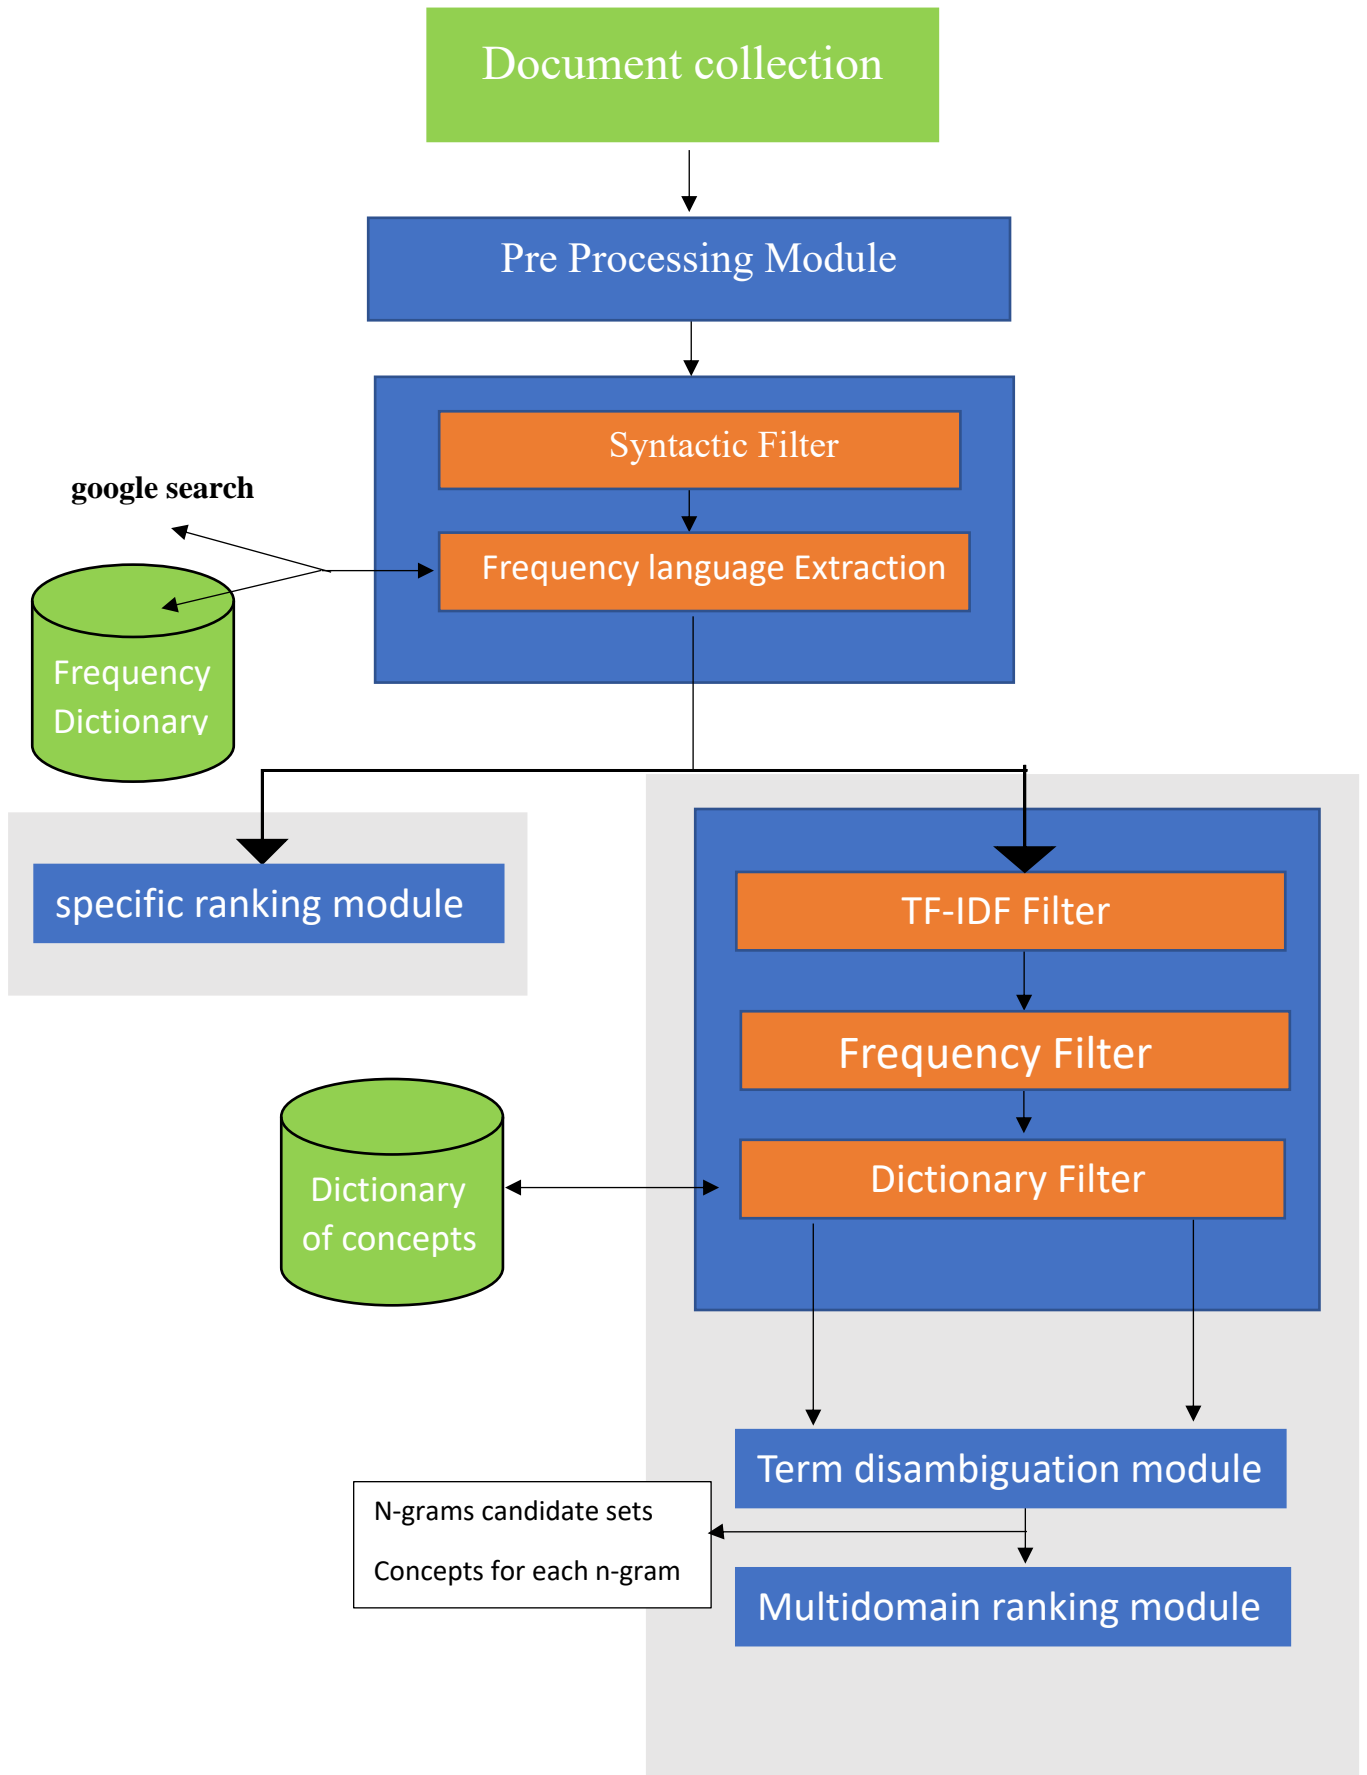 Document collection
Pre Processing Module
Syntactic Filter
google search
Frequency language Extraction
Frequency
Dictionary
specific ranking module
TF-IDF Filter
Frequency Filter
Dictionary Filter
Dictionary
of concepts
Term disambiguation module
N-grams candidate sets
Concepts for each n-gram
Multidomain ranking module